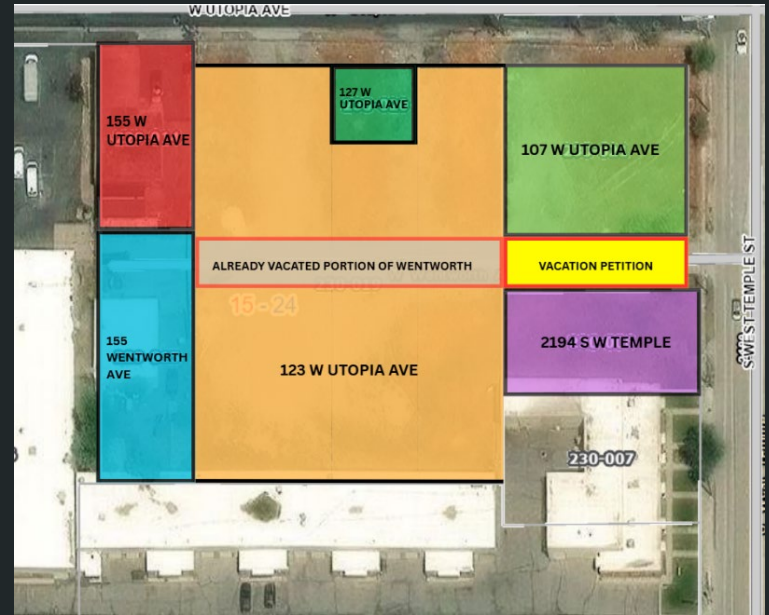 W UTOPIA AVE
155 W
UTOPIA AVE
127 W
UTOPIA AVE
107 W UTOPIA AVE
ALREADY VACATED PORTION OF WENTWORTH
VACATION PETITION
15 - 24
155
WENTWORTH
AVE
123 W UTOPIA AVE
2194 S W TEMPLE
S WEST TEMPLE ST
230-007